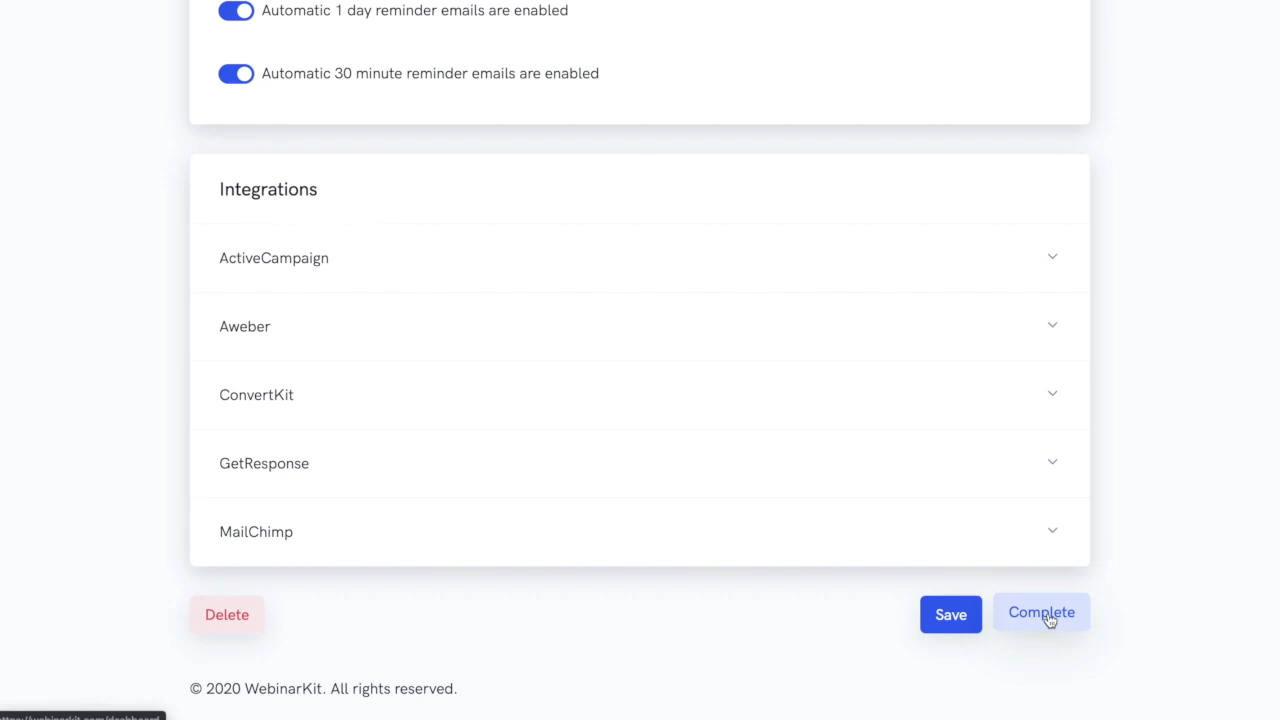 Automatic 1 day reminder emails are enabled
Automatic 30 minute reminder emails are enabled
Integrations
ActiveCampaign
Aweber
ConvertKit
GetResponse
MailChimp
Delete
Save
Complete
© 2020 WebinarKit. All rights reserved.